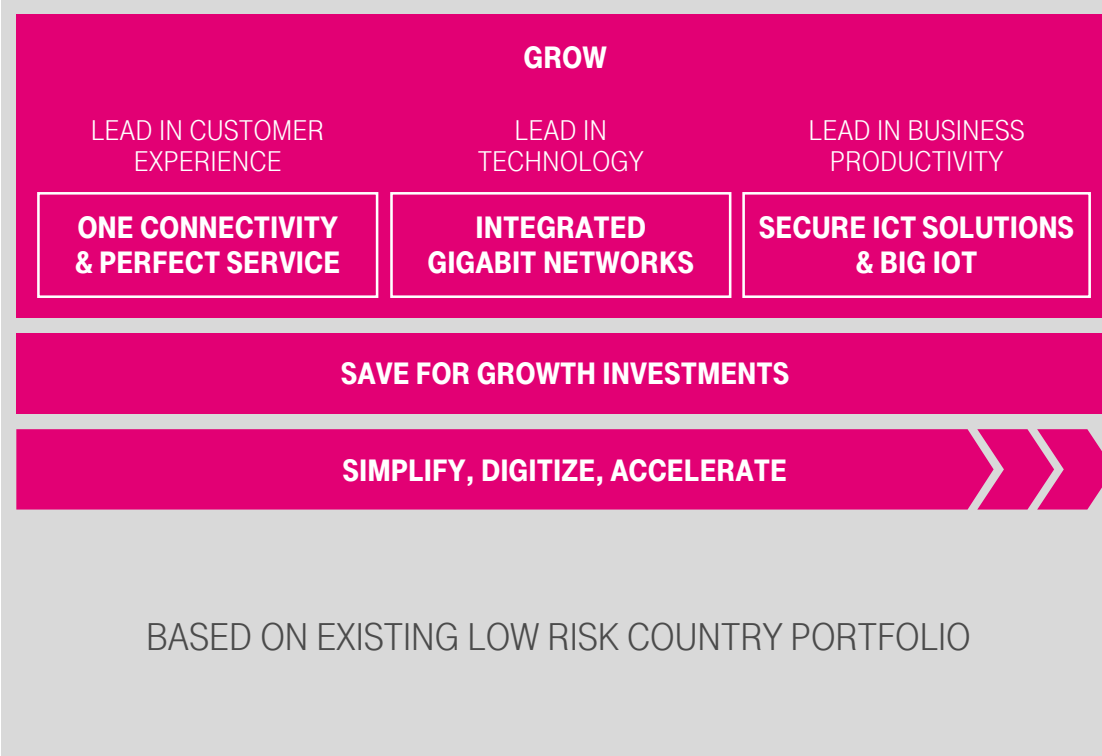 GROW
LEAD IN CUSTOMER
EXPERIENCE
LEAD IN
TECHNOLOGY
LEAD IN BUSINESS
PRODUCTIVITY
ONE CONNECTIVITY
& PERFECT SERVICE
INTEGRATED
GIGABIT NETWORKS
SECURE ICT SOLUTIONS
& BIG IOT
SAVE FOR GROWTH INVESTMENTS
SIMPLIFY, DIGITIZE, ACCELERATE
BASED ON EXISTING LOW RISK COUNTRY PORTFOLIO